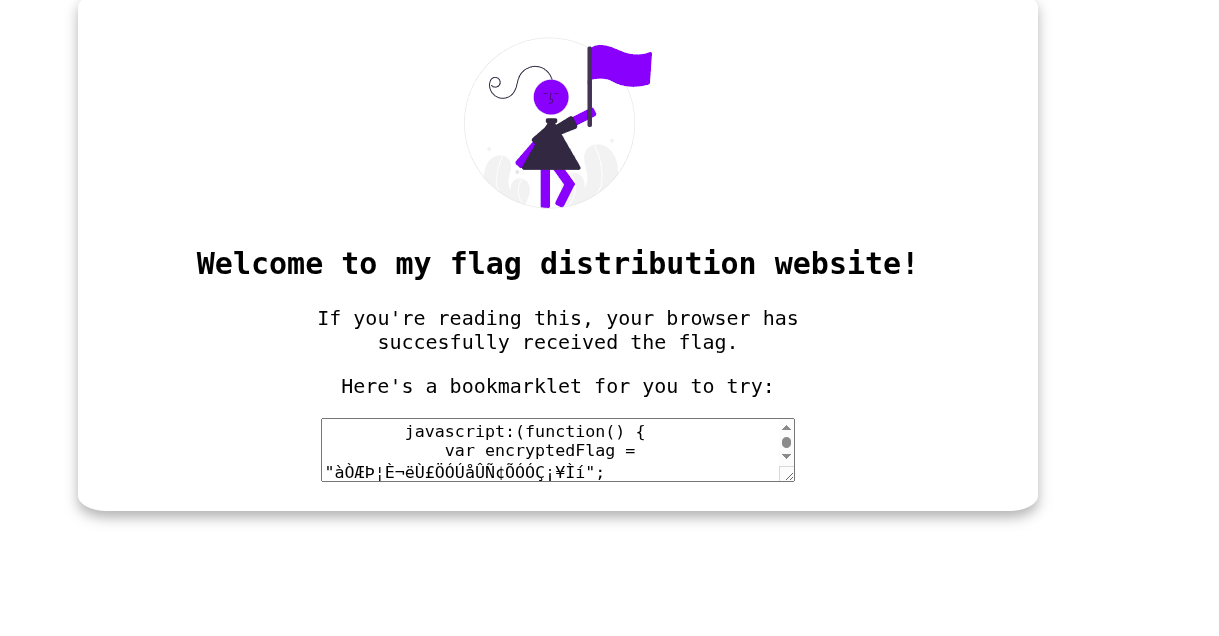 Welcome to my flag distribution website!
If you're reading this, your browser has
succesfully received the flag.
Here's a bookmarklet for you to try:
javascript:(function() {
var encryptedFlag =
"àÒÆÞ¦È¬ëÙ£ÖÓÚåÛÑ¢ÕÓÓÇ¡¥Ìí";